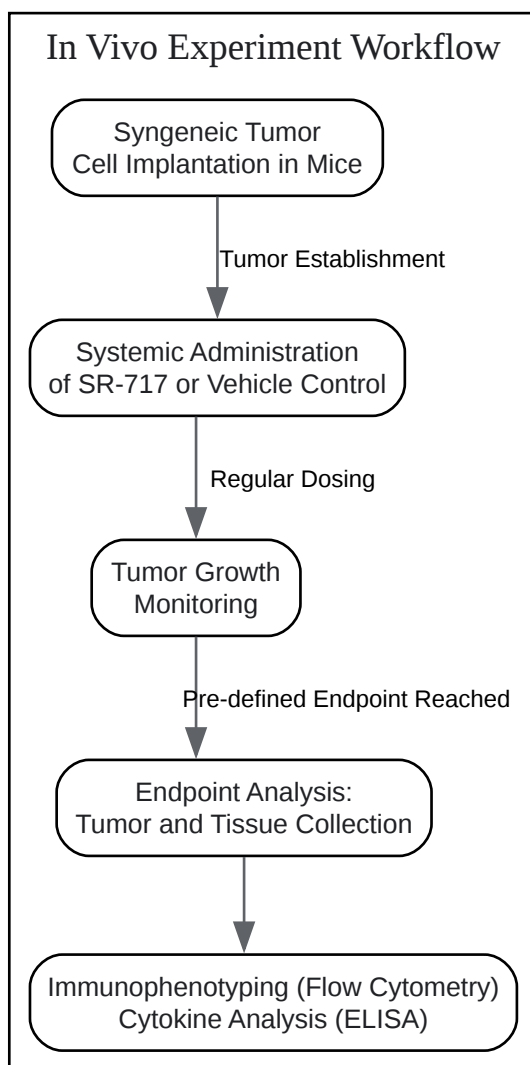 In Vivo Experiment Workflow
Syngeneic Tumor
Cell Implantation in Mice
Tumor Establishment
Systemic Administration
of SR-717 or Vehicle Control
Regular Dosing
Tumor Growth
Monitoring
Pre-defined Endpoint Reached
Endpoint Analysis:
Tumor and Tissue Collection
Immunophenotyping (Flow Cytometry)
Cytokine Analysis (ELISA)